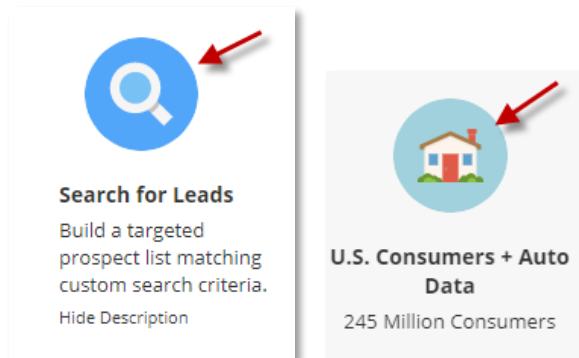 Search for Leads
Build a targeted
prospect list matching
custom search criteria.
Hide Description
U.S. Consumers + Auto
Data
245 Million Consumers